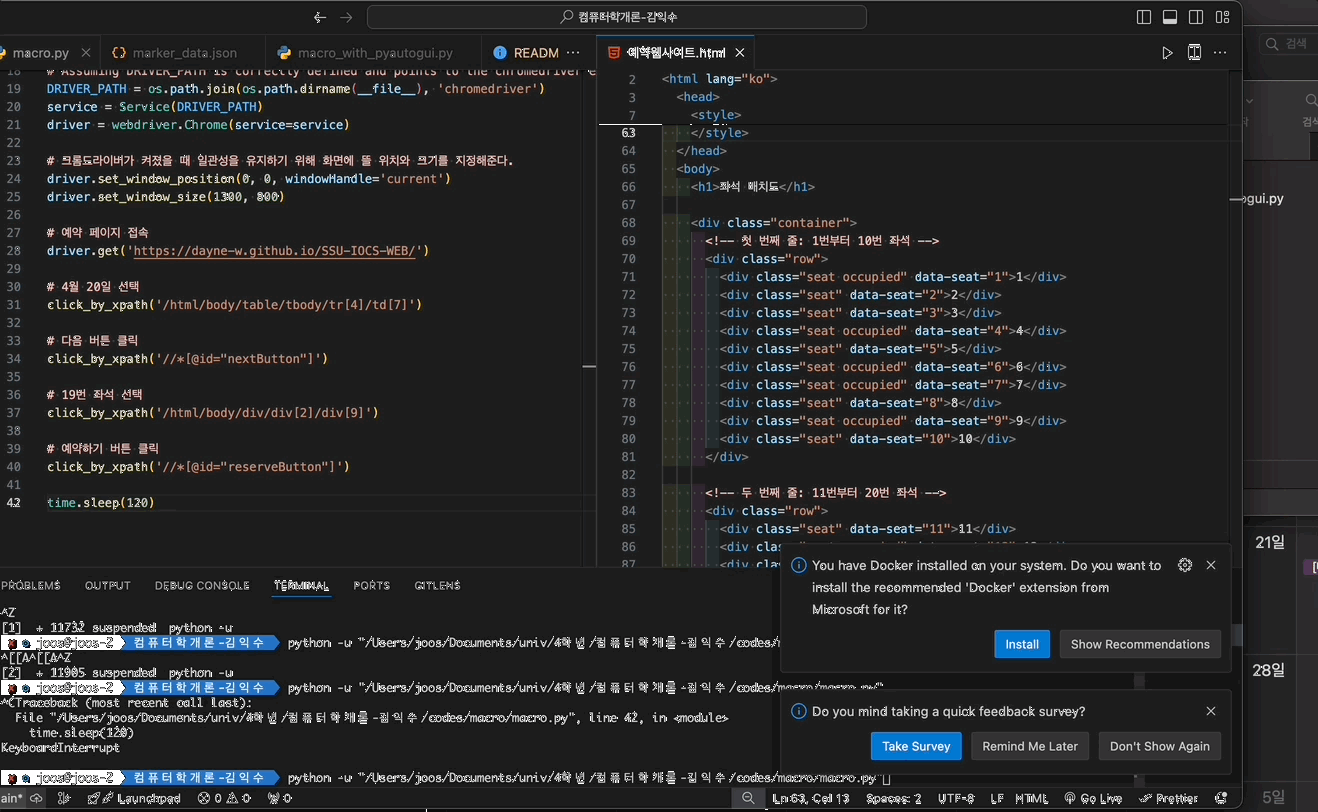 컴퓨터학개론-김익수
macro.py
marker_data.json
macro_with_pyautogui.py
READM
예약웹사이트.html
검색
18 # Assuming DRIVER_PATH is correctly defined and points to the chromedriver e
19 DRIVER_PATH = os.path.join(os.path.dirname(__file__), 'chromedriver')
20 service = Service(DRIVER_PATH)
21 driver = webdriver.Chrome(service=service)
22
23 # 크롬드라이버가 켜졌을 때 일관성을 유지하기 위해 화면에 뜰 위치와 크기를 지정해준다.
24 driver.set_window_position(0, 0, windowHandle='current')
25 driver.set_window_size(1300, 800)
26
27 # 예약 페이지 접속
28 driver.get('https://dayne-w.github.io/SSU-IOCS-WEB/')
29
30 # 4월 20일 선택
31 click_by_xpath('/html/body/table/tbody/tr[4]/td[7]')
32
33 # 다음 버튼 클릭
34 click_by_xpath('//*[@id="nextButton"]')
35
36 # 19번 좌석 선택
37 click_by_xpath('/html/body/div/div[2]/div[9]')
38
39 # 예약하기 버튼 클릭
40 click_by_xpath('//*[@id="reserveButton"]')
41
42 time.sleep(120)
2 <html lang="ko">
3 <head>
7 <style>
63 </style>
64 </head>
65 <body>
66 <h1>좌석 배치도</h1>
67
68 <div class="container">
69 <!-- 첫 번째 줄: 1번부터 10번 좌석 -->
70 <div class="row">
71 <div class="seat occupied" data-seat="1">1</div>
72 <div class="seat" data-seat="2">2</div>
73 <div class="seat" data-seat="3">3</div>
74 <div class="seat occupied" data-seat="4">4</div>
75 <div class="seat" data-seat="5">5</div>
76 <div class="seat occupied" data-seat="6">6</div>
77 <div class="seat occupied" data-seat="7">7</div>
78 <div class="seat" data-seat="8">8</div>
79 <div class="seat occupied" data-seat="9">9</div>
80 <div class="seat" data-seat="10">10</div>
81 </div>
82
83 <!-- 두 번째 줄: 11번부터 20번 좌석 -->
84 <div class="row">
85 <div class="seat" data-seat="11">11</div>
86 <div
87 <div
ogui.py
21일
28일
5일
You have Docker installed on your system. Do you want to
install the recommended 'Docker' extension from
Microsoft for it?
Install
Show Recommendations
Do you mind taking a quick feedback survey?
Take Survey
Remind Me Later
Don't Show Again
PROBLEMS OUTPUT DEBUG CONSOLE TERMINAL PORTS GITLENS
^Z
[1] + 11732 suspended python -u
joos@joos-2 컴퓨터학개론-김익수 python -u "/Users/joos/Documents/univ/4학년/컴퓨터학개론-김익수/codes/
^[[A^[[A^Z
[2] + 11905 suspended python -u
joos@joos-2 컴퓨터학개론-김익수 python -u "/Users/joos/Documents/univ/4학년/컴퓨터학개론-김익수/codes/macro/macro.py"
^CTraceback (most recent call last):
File "/Users/joos/Documents/univ/4학년/컴퓨터학개론-김익수/codes/macro/macro.py", line 42, in <module>
time.sleep(120)
KeyboardInterrupt
joos@joos-2 컴퓨터학개론-김익수 python -u "/Users/joos/Documents/univ/4학년/컴퓨터학개론-김익수/codes/macro/macro.py"
ain* Launchpad 0 0 0 Ln 63, Col 13 Spaces: 2 UTF-8 LF HTML Go Live Prettier